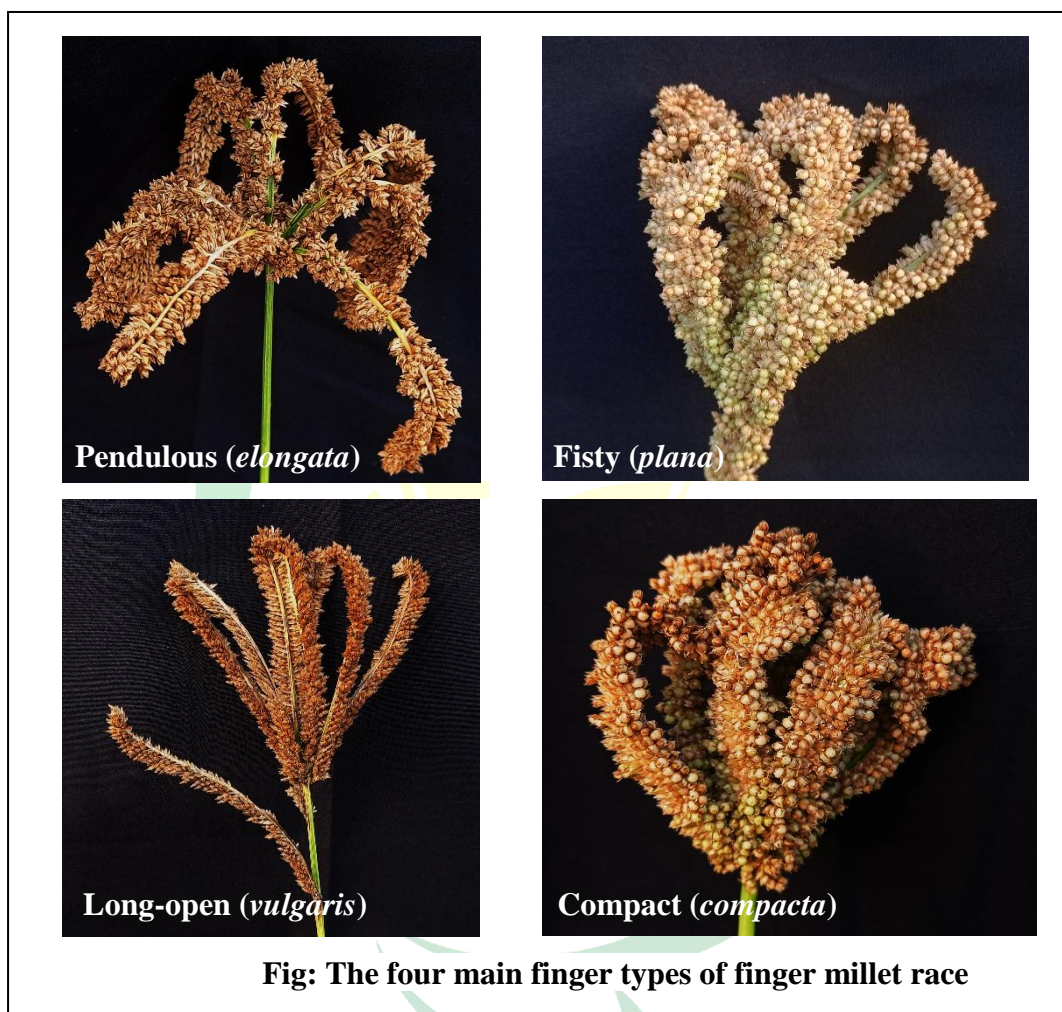 Pendulous (elongata)
Fisty (plana)
Long-open (vulgaris)
Compact (compacta)
Fig: The four main finger types of finger millet race